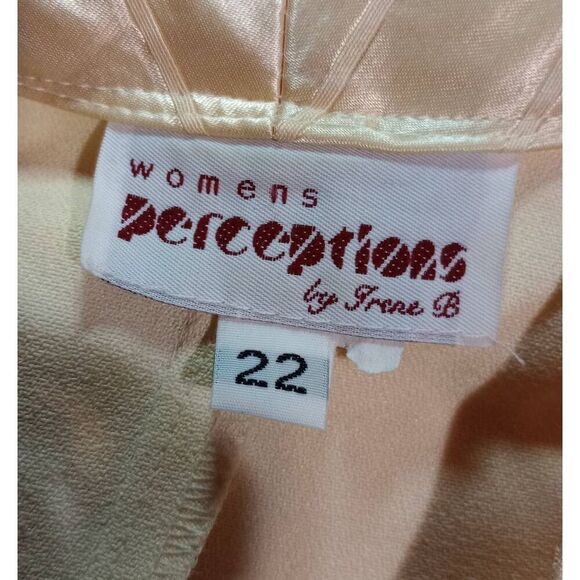 womens
perceptions
by Irene B
22